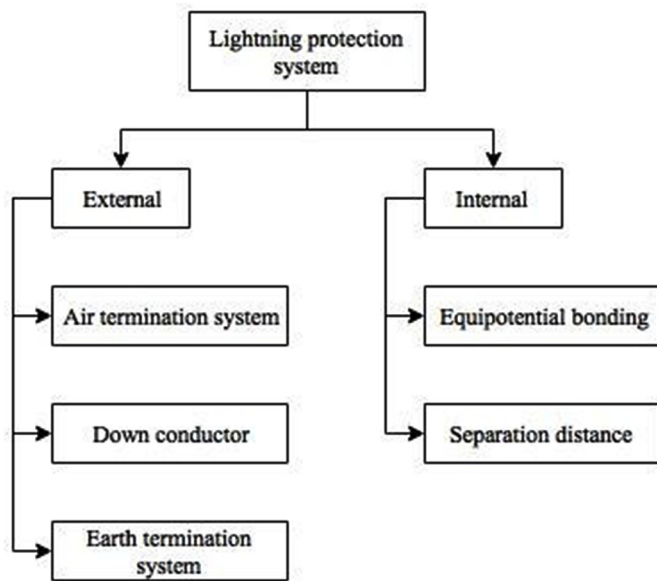 Lightning protection
system
External
Internal
Air termination system
Equipotential bonding
Down conductor
Separation distance
Earth termination
system